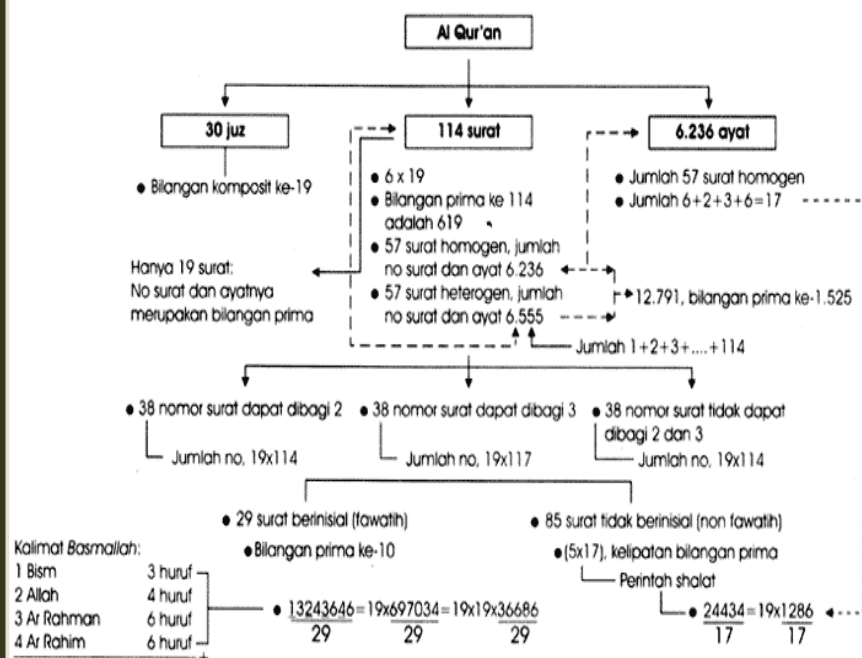 Al Qur'an
30 juz
114 surat
6.236 ayat
● Bilangan komposit ke-19
● 6 x 19
● Bilangan prima ke 114
adalah 619
● 57 surat homogen, jumlah
no surat dan ayat 6.236
● 57 surat heterogen, jumlah
no surat dan ayat 6.555
● Jumlah 57 surat homogen
● Jumlah 6+2+3+6=17
Hanya 19 surat:
No surat dan ayatnya
merupakan bilangan prima
12.791, bilangan prima ke-1.525
Jumlah 1+2+3+....+114
● 38 nomor surat dapat dibagi 2
Jumlah no, 19x114
● 38 nomor surat dapat dibagi 3
Jumlah no, 19x117
● 38 nomor surat tidak dapat
dibagi 2 dan 3
Jumlah no, 19x114
● 29 surat berinisial (fawatih)
● Bilangan prima ke-10
● 85 surat tidak berinisial (non fawatih)
● (5x17), kelipatan bilangan prima
Perintah shalat
Kalimat Basmallah:
1 Bism 3 huruf
2 Allah 4 huruf
3 Ar Rahman 6 huruf
4 Ar Rahim 6 huruf
+
● 13243646=19x697034=19x19x36686
29 29 29
● 24434=19x1286
17 17